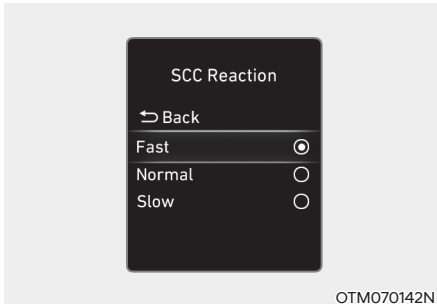 SCC Reaction
Back
Fast
Normal
Slow
OTM070142N